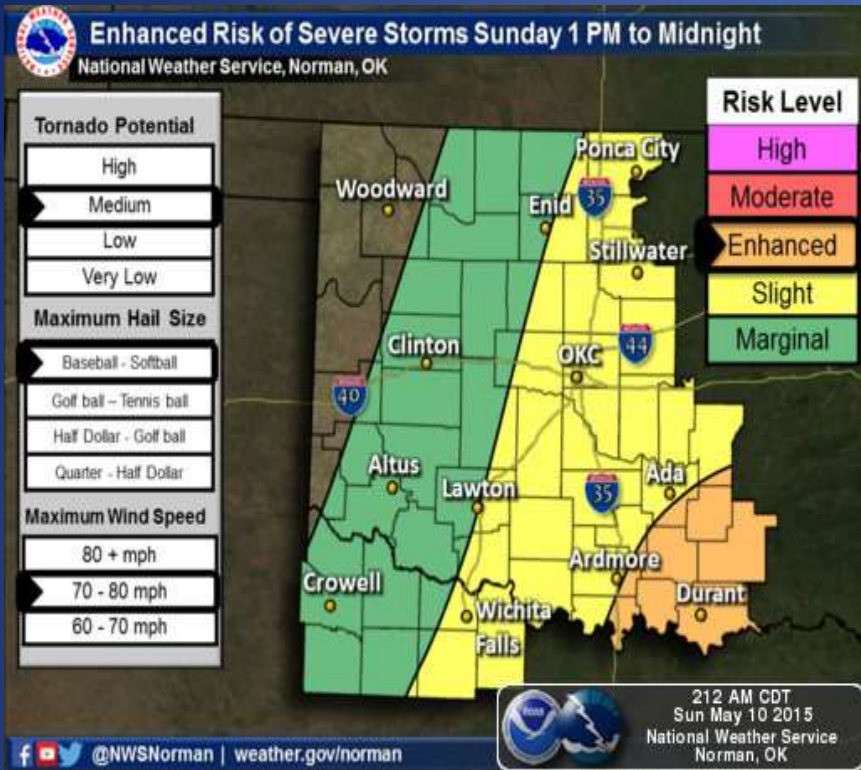 Enhanced Risk of Severe Storms Sunday 1 PM to Midnight
National Weather Service, Norman, OK
Tornado Potential
High
Medium
Low
Very Low
Maximum Hail Size
Baseball - Softball
Golf ball – Tennis ball
Half Dollar - Golf ball
Quarter - Half Dollar
Maximum Wind Speed
80 + mph
70 - 80 mph
60 - 70 mph
Woodward
Ponca City
35
Enid
Stillwater
Clinton
OKC
44
40
Altus
Lawton
35
Ada
Ardmore
Crowell
Durant
Wichita
Falls
Risk Level
High
Moderate
Enhanced
Slight
Marginal
@NWSNorman | weather.gov/norman
212 AM CDT
Sun May 10 2015
National Weather Service
Norman, OK